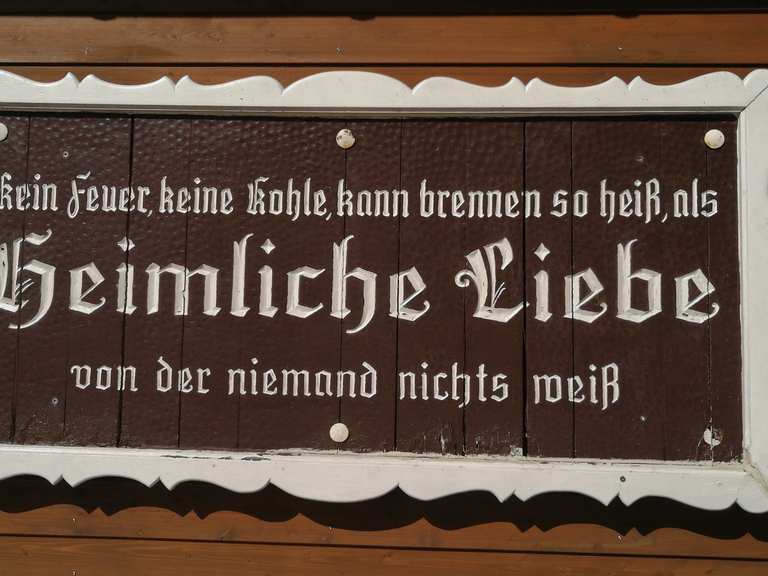 Kein Feuer, keine Kohle, kann brennen so heiß, als
Heimliche Liebe
von der niemand nichts weiß